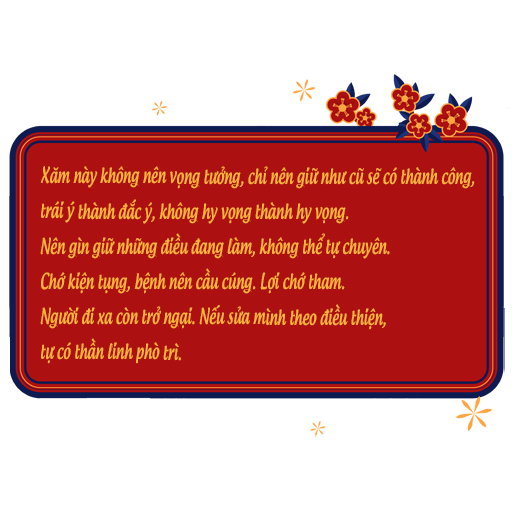 Xăm này không nên vọng tưởng, chỉ nên giữ như cũ sẽ có thành công,
trái ý thành đắc ý, không hy vọng thành hy vọng.
Nên gìn giữ những điều đang làm, không thể tự chuyên.
Chớ kiện tụng, bệnh nên cầu cúng. Lợi chớ tham.
Người đi xa còn trở ngại. Nếu sửa mình theo điều thiện,
tự có thần linh phò trì.